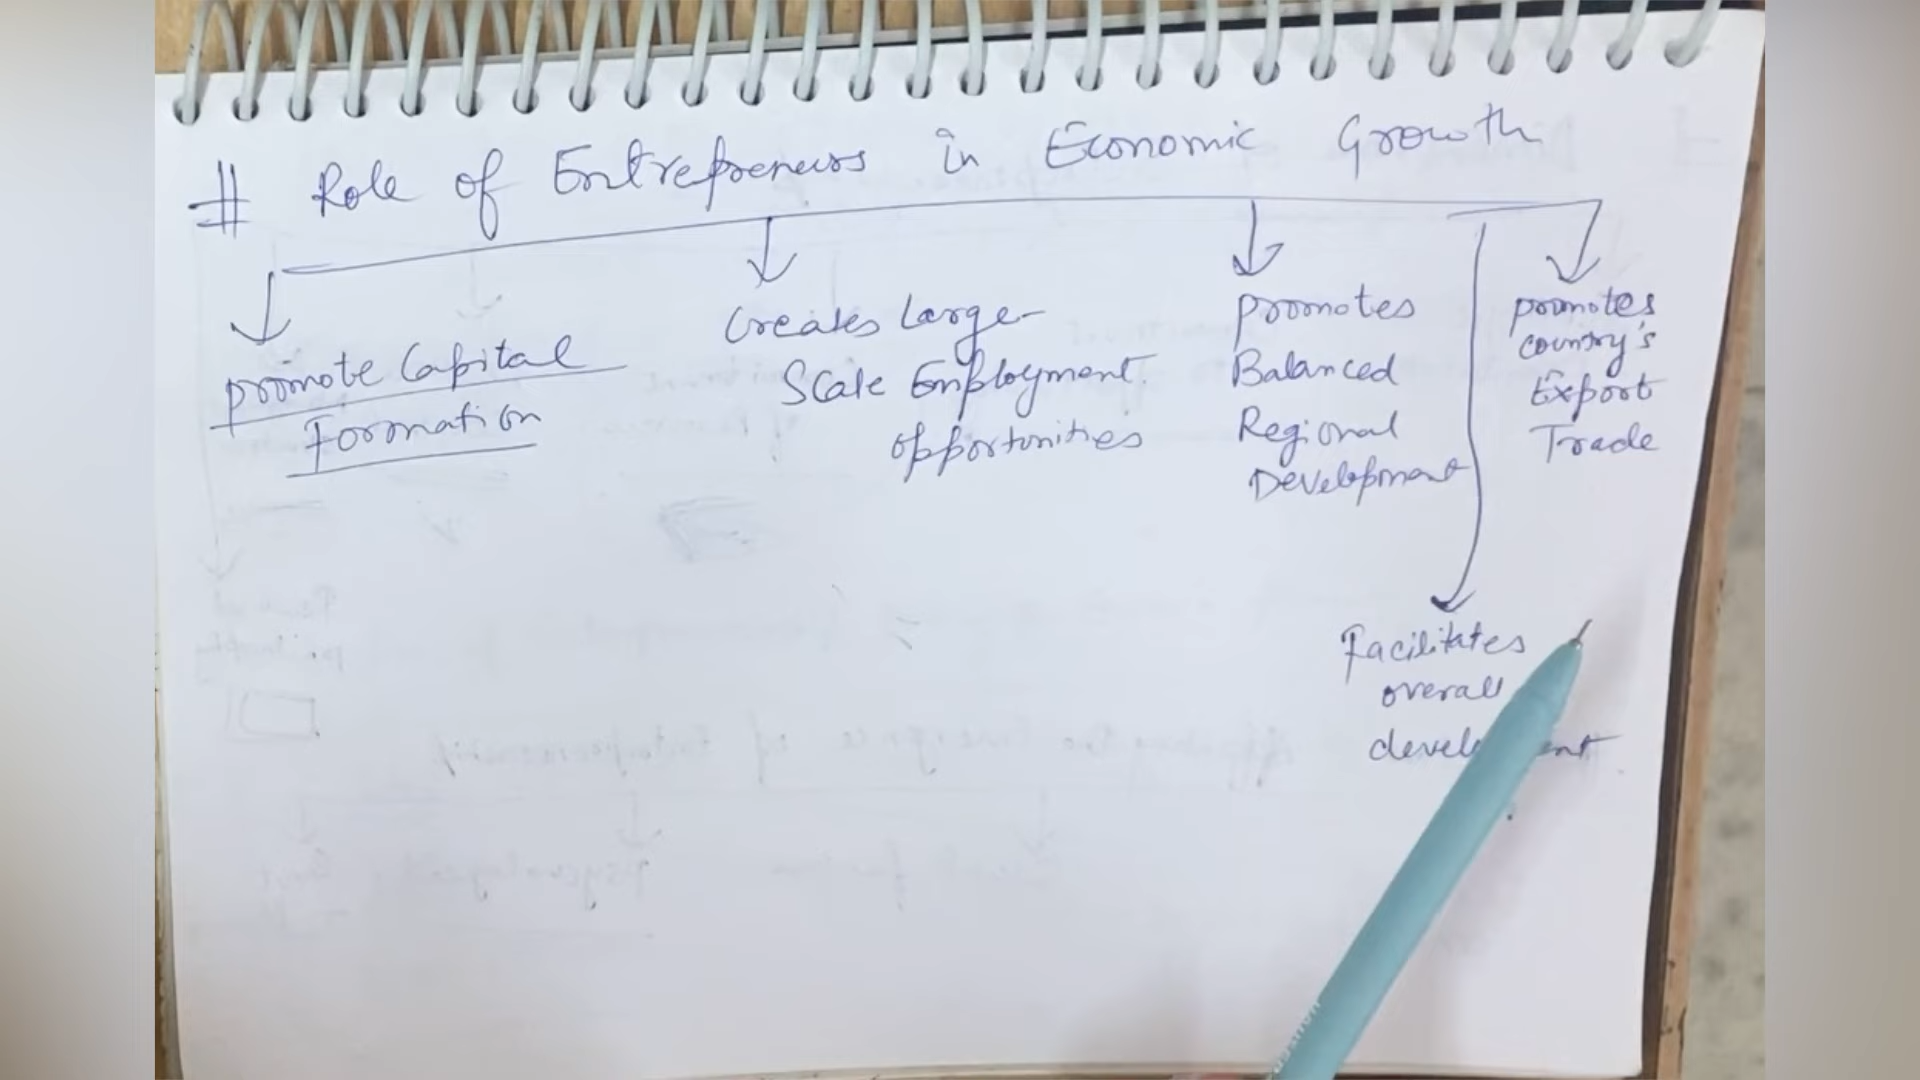 # Role of Entrepreneurs in Economic Growth
promote Capital
Formation
Creates Large-
Scale Employment
opportunities
promotes
Balanced
Regional
Development
promotes
country's
Export
Trade
Facilitates
overall